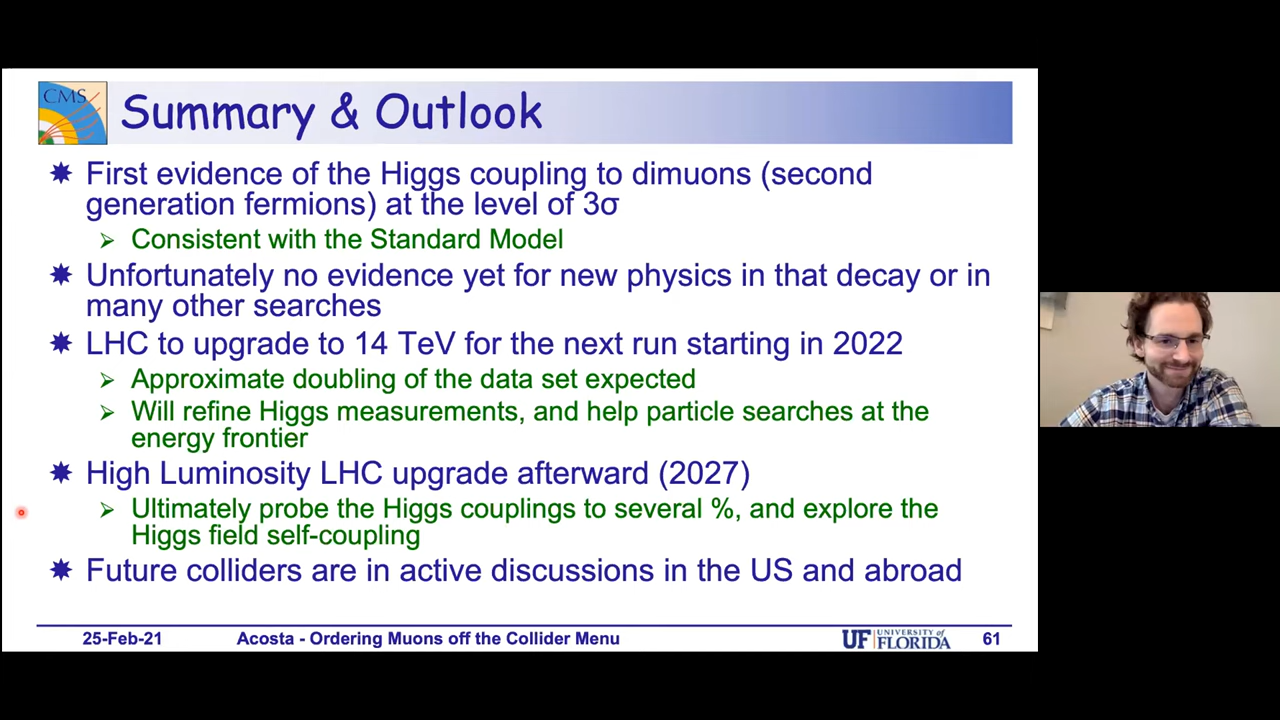 CMS
Summary & Outlook
First evidence of the Higgs coupling to dimuons (second
generation fermions) at the level of 3σ
Consistent with the Standard Model
Unfortunately no evidence yet for new physics in that decay or in
many other searches
LHC to upgrade to 14 TeV for the next run starting in 2022
Approximate doubling of the data set expected
Will refine Higgs measurements, and help particle searches at the
energy frontier
High Luminosity LHC upgrade afterward (2027)
Ultimately probe the Higgs couplings to several %, and explore the
Higgs field self-coupling
Future colliders are in active discussions in the US and abroad
25-Feb-21
Acosta - Ordering Muons off the Collider Menu
UF UNIVERSITY of
FLORIDA
61